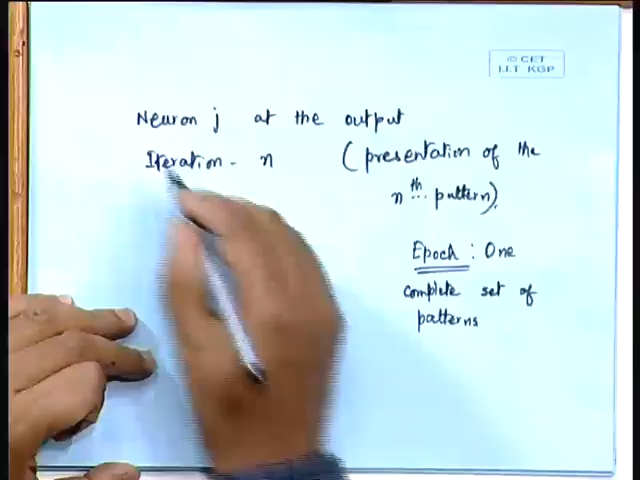 © CET
I.I.T KGP
Neuron j at the output
Iteration - n (presentation of the
nth pattern).
Epoch : One
complete set of
patterns